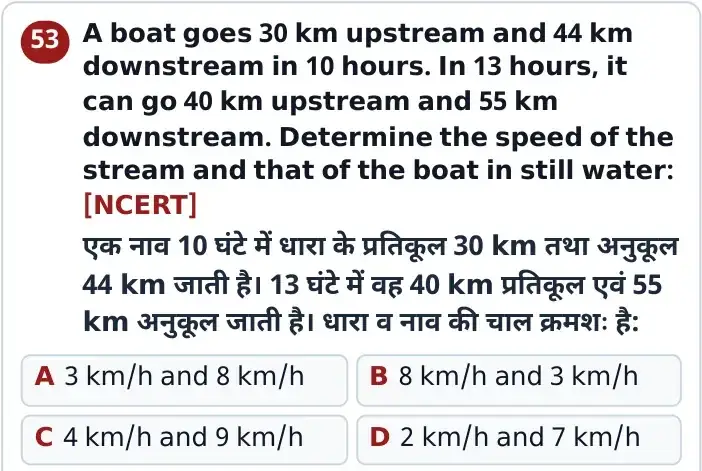 53 A boat goes 30 km upstream and 44 km
downstream in 10 hours. In 13 hours, it
can go 40 km upstream and 55 km
downstream. Determine the speed of the
stream and that of the boat in still water:
[NCERT]
एक नाव 10 घंटे में धारा के प्रतिकूल 30 km तथा अनुकूल
44 km जाती है। 13 घंटे में वह 40 km प्रतिकूल एवं 55
km अनुकूल जाती है। धारा व नाव की चाल क्रमशः है:
A 3 km/h and 8 km/h
B 8 km/h and 3 km/h
C 4 km/h and 9 km/h
D 2 km/h and 7 km/h